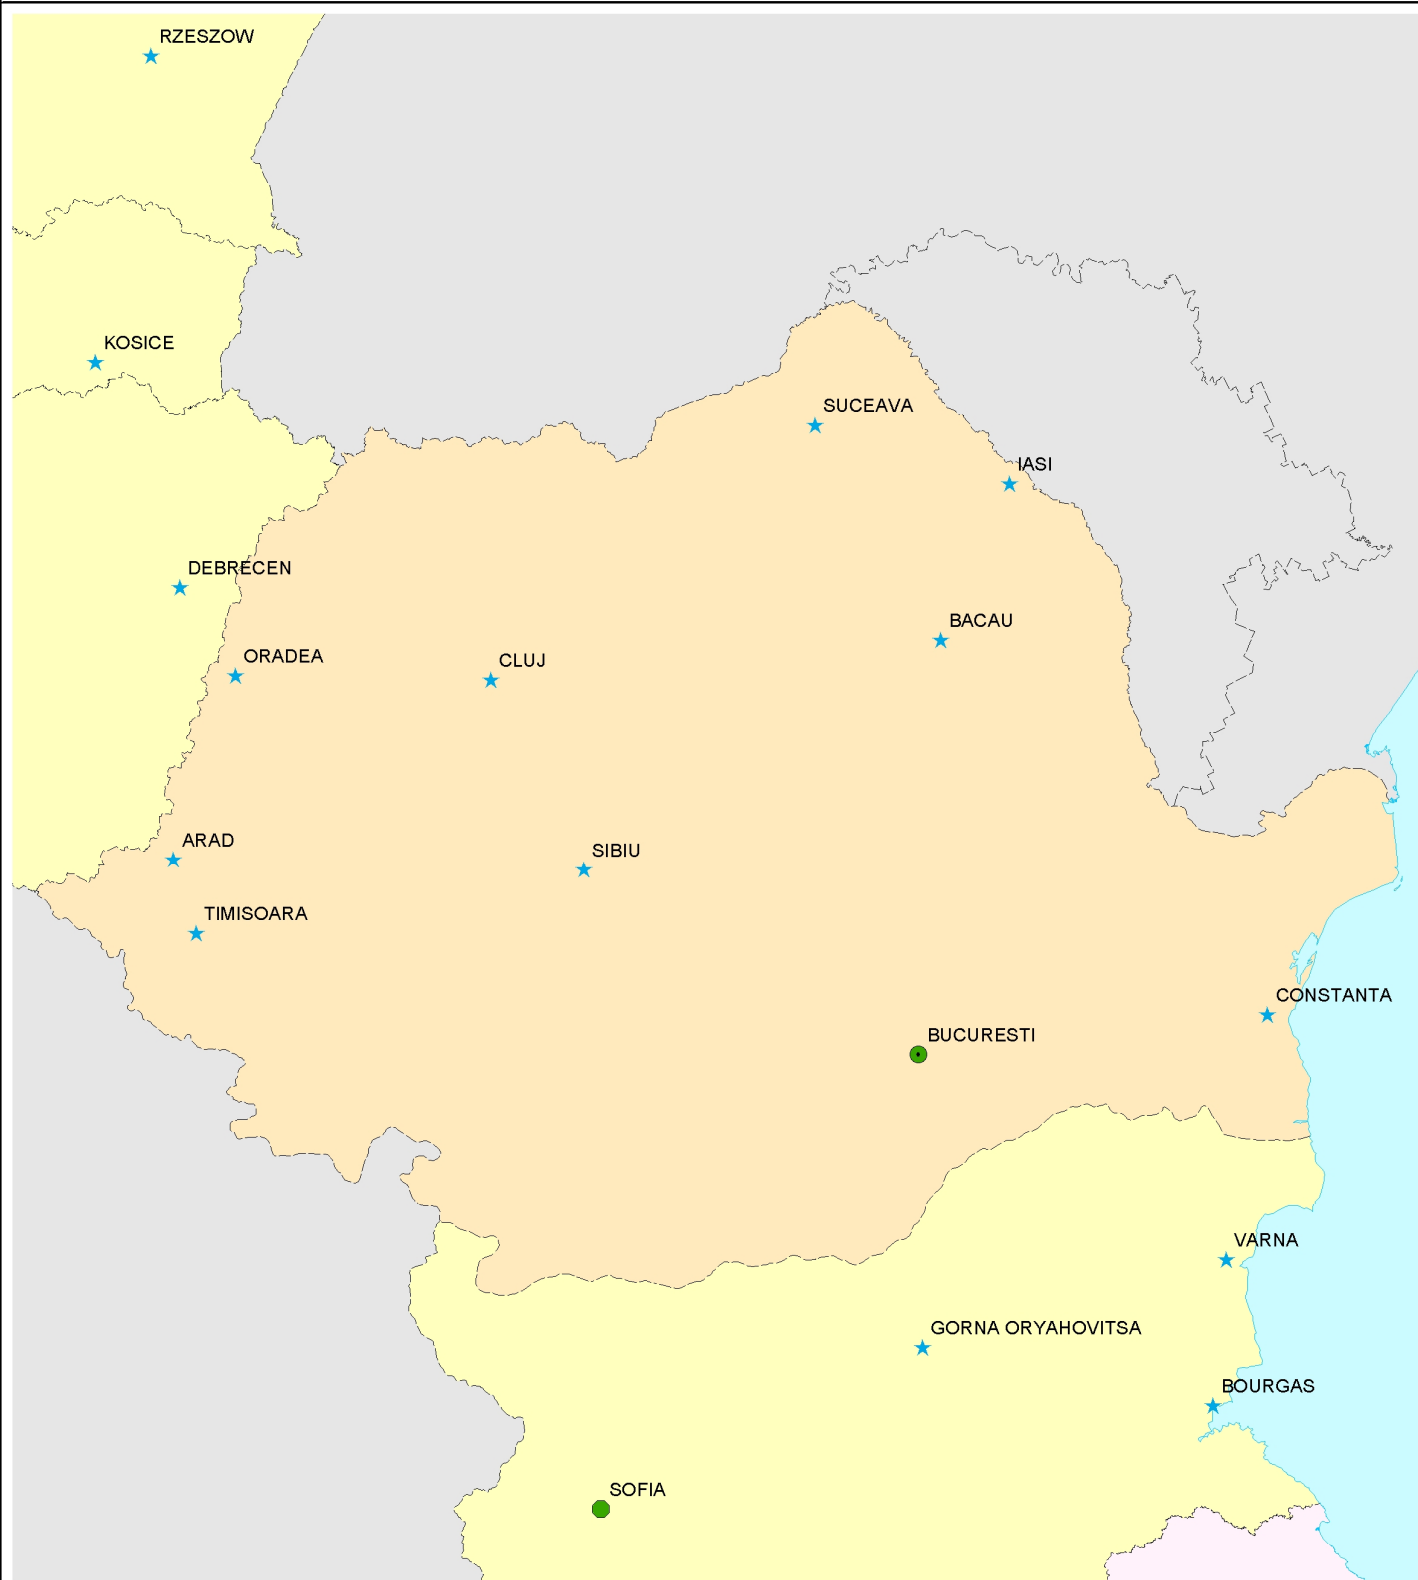 RZESZOW
KOSICE
SUCEAVA
IASI
DEBRECEN
BACAU
ORADEA
CLUJ
ARAD
SIBIU
TIMISOARA
CONSTANTA
BUCURESTI
VARNA
GORNA ORYAHOVITSA
BOURGAS
SOFIA